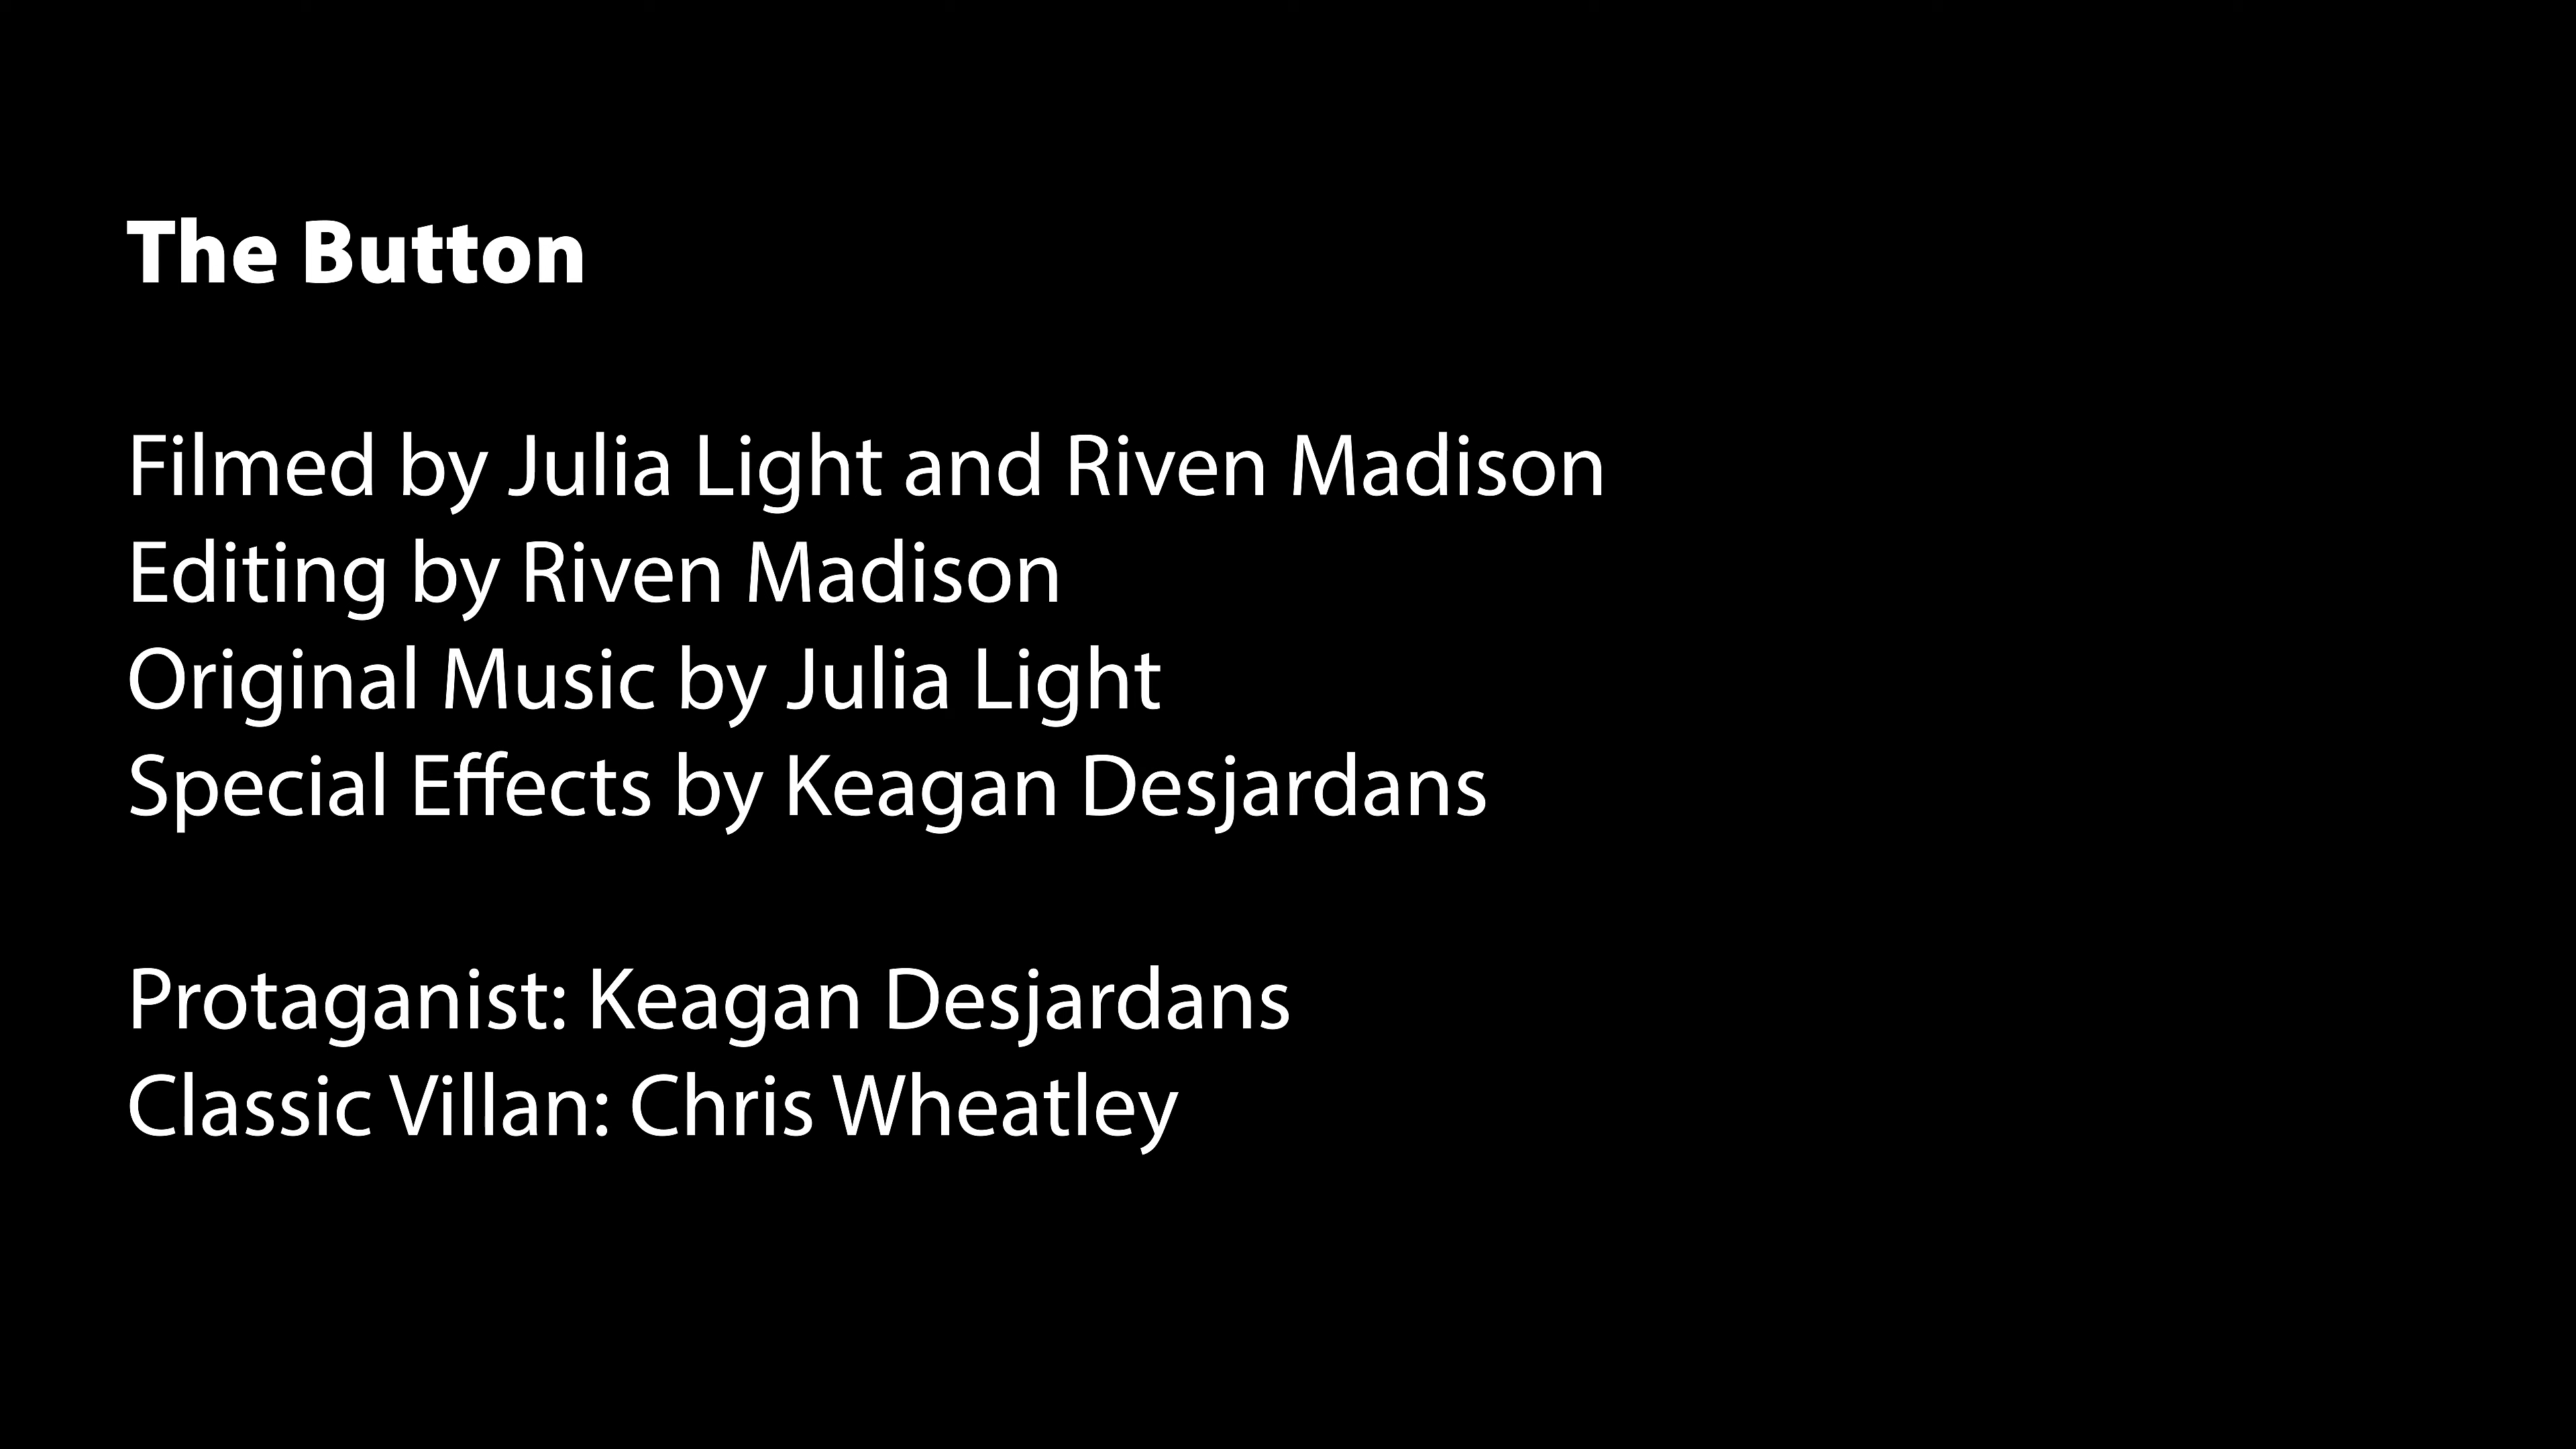 The Button
Filmed by Julia Light and Riven Madison
Editing by Riven Madison
Original Music by Julia Light
Special Effects by Keagan Desjardans
Protaganist: Keagan Desjardans
Classic Villan: Chris Wheatley